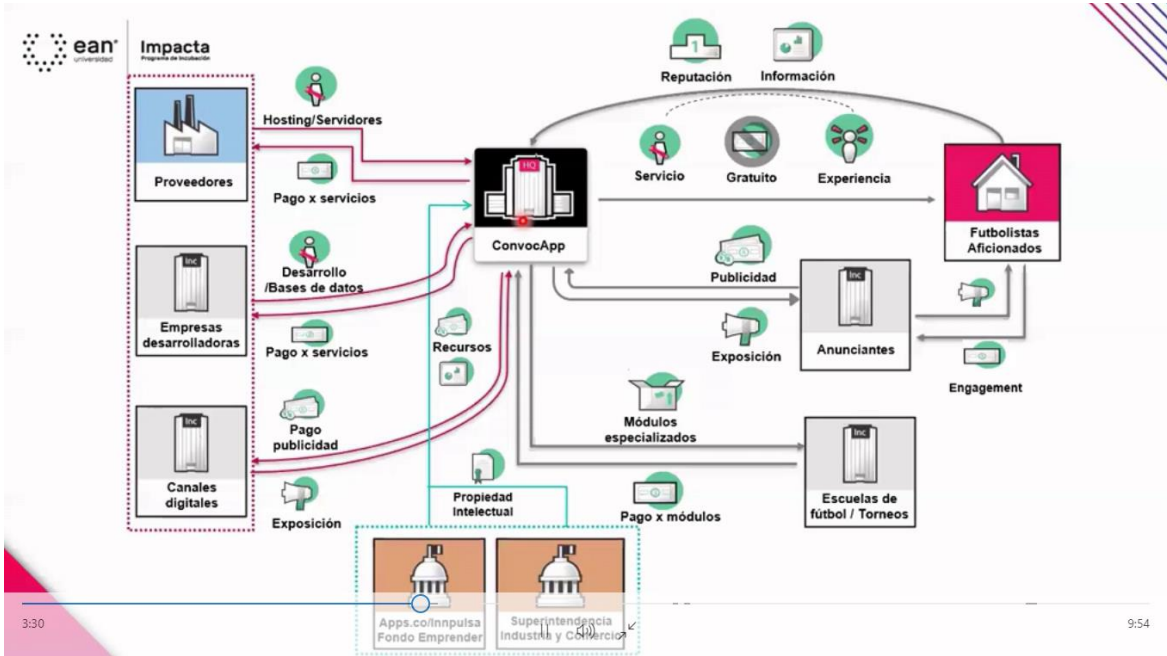 ean
universidad
Impacta
Programa de Incubación
Reputación
Información
Hosting/Servidores
Proveedores
Pago x servicios
HQ
ConvocApp
Servicio
Gratuito
Experiencia
1
Futbolistas
Aficionados
Inc
Empresas
desarrolladoras
Desarrollo
/Bases de datos
Pago x servicios
Recursos
Publicidad
Exposición
Inc
Anunciantes
Engagement
Inc
Canales
digitales
Pago
publicidad
Exposición
Módulos
especializados
Pago x módulos
Inc
Escuelas de
fútbol / Torneos
Propiedad
Intelectual
Apps.co/Innpulsa
Fondo Emprender
Superintendencia
Industria y Comercio
3:30
9:54